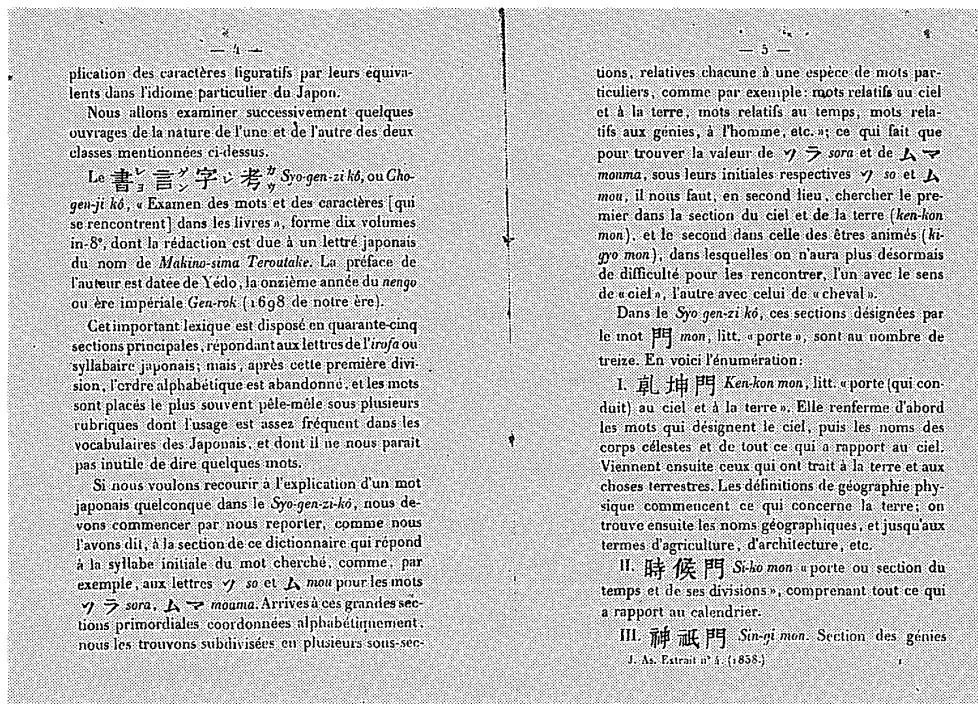 — 4 —
plication des caractères figuratifs par leurs équiva-
lents dans l'idiome particulier du Japon.
Nous allons examiner successivement quelques
ouvrages de la nature de l'une et de l'autre des deux
classes mentionnées ci-dessus.
Le 書ショ言ゲン字ジ考カウ Syo-gen-zi kó, ou Cho-
gen-ji kó, « Examen des mots et des caractères [qui
se rencontrent] dans les livres », forme dix volumes
in-8°, dont la rédaction est due à un lettré japonais
du nom de Makino-sima Teroutake. La préface de
l'auteur est datée de Yédo, la onzième année du nengo
ou ère impériale Gen-rok (1698 de notre ère).
Cet important lexique est disposé en quarante-cinq
sections principales, répondant aux lettres de l'irofa ou
syllabaire japonais; mais, après cette première divi-
sion, l'ordre alphabétique est abandonné, et les mots
sont placés le plus souvent pêle-mêle sous plusieurs
rubriques dont l'usage est assez fréquent dans les
vocabulaires des Japonais, et dont il ne nous paraît
pas inutile de dire quelques mots.
Si nous voulons recourir à l'explication d'un mot
japonais quelconque dans le Syo-gen-zi-kó, nous de-
vons commencer par nous reporter, comme nous
l'avons dit, à la section de ce dictionnaire qui répond
à la syllabe initiale du mot cherché, comme, par
exemple, aux lettres ソ so et ム mou pour les mots
ソラ sora, ムマ mouma. Arrivés à ces grandes sec-
tions primordiales coordonnées alphabétiquement,
nous les trouvons subdivisées en plusieurs sous-sec-
— 5 —
tions, relatives chacune à une espèce de mots par-
ticuliers, comme par exemple: mots relatifs au ciel
et à la terre, mots relatifs au temps, mots rela-
tifs aux génies, à l'homme, etc. »; ce qui fait que
pour trouver la valeur de ソラ sora et de ムマ
mouma, sous leurs initiales respectives ソ so et ム
mou, il nous faut, en second lieu, chercher le pre-
mier dans la section du ciel et de la terre (ken-kon
mon), et le second dans celle des êtres animés (ki-
gyo mon), dans lesquelles on n'aura plus désormais
de difficulté pour les rencontrer, l'un avec le sens
de « ciel », l'autre avec celui de « cheval ».
Dans le Syo gen-zi kó, ces sections désignées par
le mot 門 mon, litt. « porte », sont au nombre de
treize. En voici l'énumération:
I. 乾坤門 Ken-kon mon, litt. « porte (qui con-
duit) au ciel et à la terre ». Elle renferme d'abord
les mots qui désignent le ciel, puis les noms des
corps célestes et de tout ce qui a rapport au ciel.
Viennent ensuite ceux qui ont trait à la terre et aux
choses terrestres. Les définitions de géographie phy-
sique commencent ce qui concerne la terre; on
trouve ensuite les noms géographiques, et jusqu'aux
termes d'agriculture, d'architecture, etc.
II. 時候門 Si-ko mon « porte ou section du
temps et de ses divisions », comprenant tout ce qui
a rapport au calendrier.
III. 神祇門 Sin-gi mon. Section des génies
J. As. Extrait n° 4. (1858.)
1